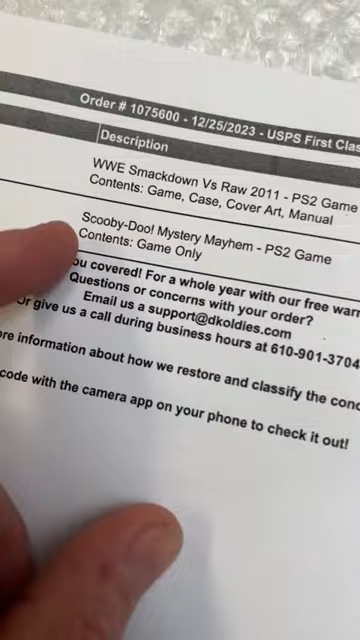 Order # 1075600 - 12/25/2023 - USPS First
Description
WWE Smackdown Vs Raw 2011 - PS2 Game
Contents: Game, Case, Cover Art, Manual
Scooby-Doo! Mystery Mayhem - PS2 Game
Contents: Game Only
ou covered! For a whole year with our free
Questions or concerns with your order?
Email us a support@dkoldies.com
Or give us a call during business hours at 610-901-3704
information about how we restore and classify the
code with the camera app on your phone to check it out!